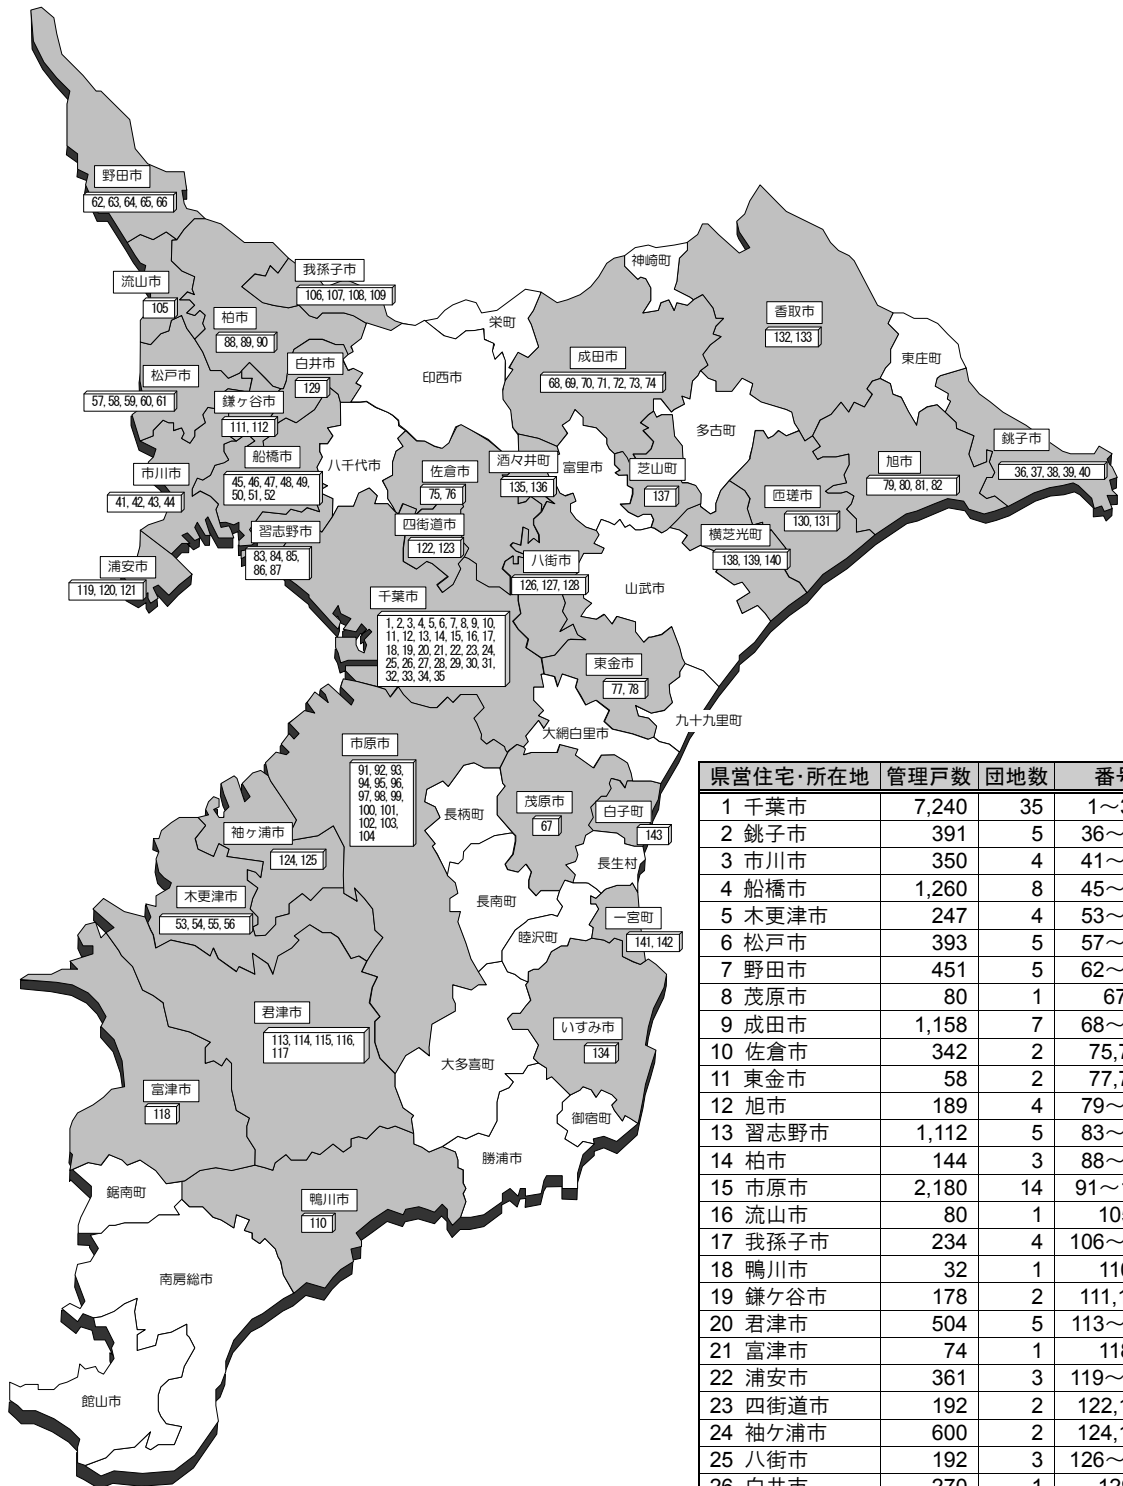 野田市
62, 63, 64, 65, 66
流山市
105
我孫子市
106, 107, 108, 109
柏市
88, 89, 90
松戸市
57, 58, 59, 60, 61
白井市
129
鎌ヶ谷市
111, 112
市川市
41, 42, 43, 44
船橋市
45, 46, 47, 48, 49,
50, 51, 52
習志野市
83, 84, 85,
86, 87
浦安市
119, 120, 121
八千代市
印西市
栄町
神崎町
香取市
132, 133
東庄町
成田市
68, 69, 70, 71, 72, 73, 74
多古町
銚子市
36, 37, 38, 39, 40
旭市
79, 80, 81, 82
匝瑳市
130, 131
佐倉市
75, 76
酒々井町
135, 136
富里市
芝山町
137
横芝光町
138, 139, 140
四街道市
122, 123
八街市
126, 127, 128
山武市
千葉市
1, 2, 3, 4, 5, 6, 7, 8, 9, 10,
11, 12, 13, 14, 15, 16, 17,
18, 19, 20, 21, 22, 23, 24,
25, 26, 27, 28, 29, 30, 31,
32, 33, 34, 35
東金市
77, 78
九十九里町
大網白里市
市原市
91, 92, 93,
94, 95, 96,
97, 98, 99,
100, 101,
102, 103,
104
長柄町
茂原市
67
白子町
143
長生村
長南町
睦沢町
一宮町
141, 142
袖ヶ浦市
124, 125
木更津市
53, 54, 55, 56
君津市
113, 114, 115, 116,
117
富津市
118
いすみ市
134
大多喜町
御宿町
勝浦市
鋸南町
鴨川市
110
南房総市
館山市
県営住宅・所在地 管理戸数 団地数 番
1 千葉市 7,240 35 1～
2 銚子市 391 5 36～
3 市川市 350 4 41～
4 船橋市 1,260 8 45～
5 木更津市 247 4 53～
6 松戸市 393 5 57～
7 野田市 451 5 62～
8 茂原市 80 1 67
9 成田市 1,158 7 68～
10 佐倉市 342 2 75,
11 東金市 58 2 77,
12 旭市 189 4 79～
13 習志野市 1,112 5 83～
14 柏市 144 3 88～
15 市原市 2,180 14 91～
16 流山市 80 1 105
17 我孫子市 234 4 106～
18 鴨川市 32 1 110
19 鎌ケ谷市 178 2 111,
20 君津市 504 5 113～
21 富津市 74 1 118
22 浦安市 361 3 119～
23 四街道市 192 2 122,
24 袖ケ浦市 600 2 124,
25 八街市 192 3 126～
26 白井市 270 1 129